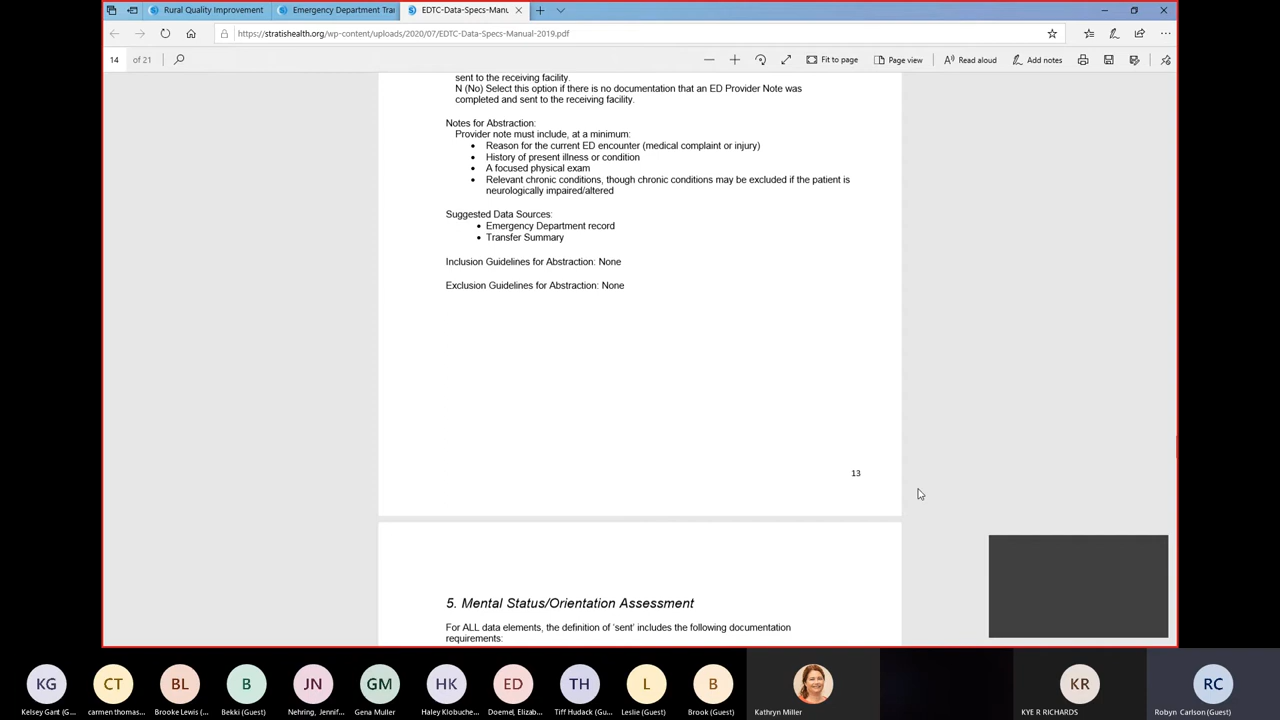 Rural Quality Improvement
Emergency Department Tra
EDTC-Data-Specs-Manu
https://stratishealth.org/wp-content/uploads/2020/07/EDTC-Data-Specs-Manual-2019.pdf
14 of 21
Fit to page
Page view
Read aloud
Add notes
sent to the receiving facility.
N (No) Select this option if there is no documentation that an ED Provider Note was
completed and sent to the receiving facility.
Notes for Abstraction:
Provider note must include, at a minimum:
• Reason for the current ED encounter (medical complaint or injury)
• History of present illness or condition
• A focused physical exam
• Relevant chronic conditions, though chronic conditions may be excluded if the patient is
neurologically impaired/altered
Suggested Data Sources:
• Emergency Department record
• Transfer Summary
Inclusion Guidelines for Abstraction: None
Exclusion Guidelines for Abstraction: None
13
5. Mental Status/Orientation Assessment
For ALL data elements, the definition of 'sent' includes the following documentation
requirements:
KG CT BL B JN GM HK ED TH L B KR RC
Kelsey Gant (G... carmen thomas... Brooke Lewis (... Bekki (Guest) Nehring, Jennif... Gena Muller Haley Klobuche... Doemel, Elizab... Tiff Hudack (Gu... Leslie (Guest) Brook (Guest) Kathryn Miller KYE R RICHARDS Robyn Carlson (Guest)